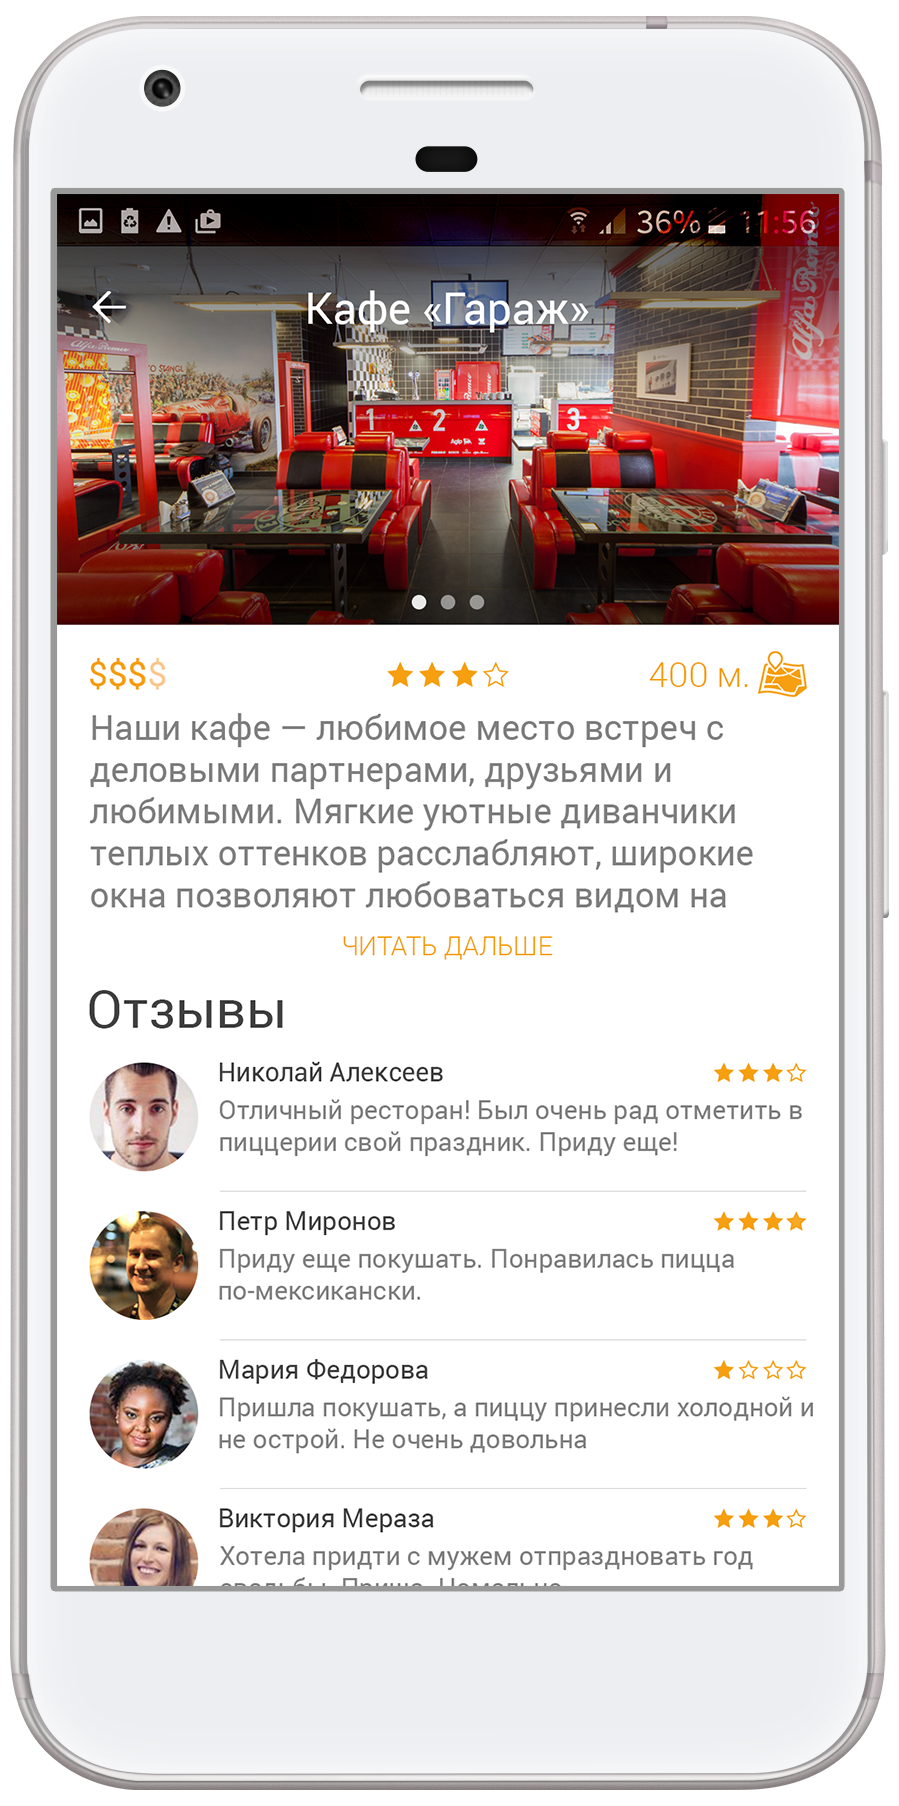 36% 11:56
Кафе «Гараж»
Alfa Romeo
STANGL
1 2 3
$$$$
400 м.
Наши кафе — любимое место встреч с
деловыми партнерами, друзьями и
любимыми. Мягкие уютные диванчики
теплых оттенков расслабляют, широкие
окна позволяют любоваться видом на
ЧИТАТЬ ДАЛЬШЕ
Отзывы
Николай Алексеев
Отличный ресторан! Был очень рад отметить в
пиццерии свой праздник. Приду еще!
Петр Миронов
Приду еще покушать. Понравилась пицца
по-мексикански.
Мария Федорова
Пришла покушать, а пиццу принесли холодной и
не острой. Не очень довольна
Виктория Мераза
Хотела придти с мужем отпраздновать год